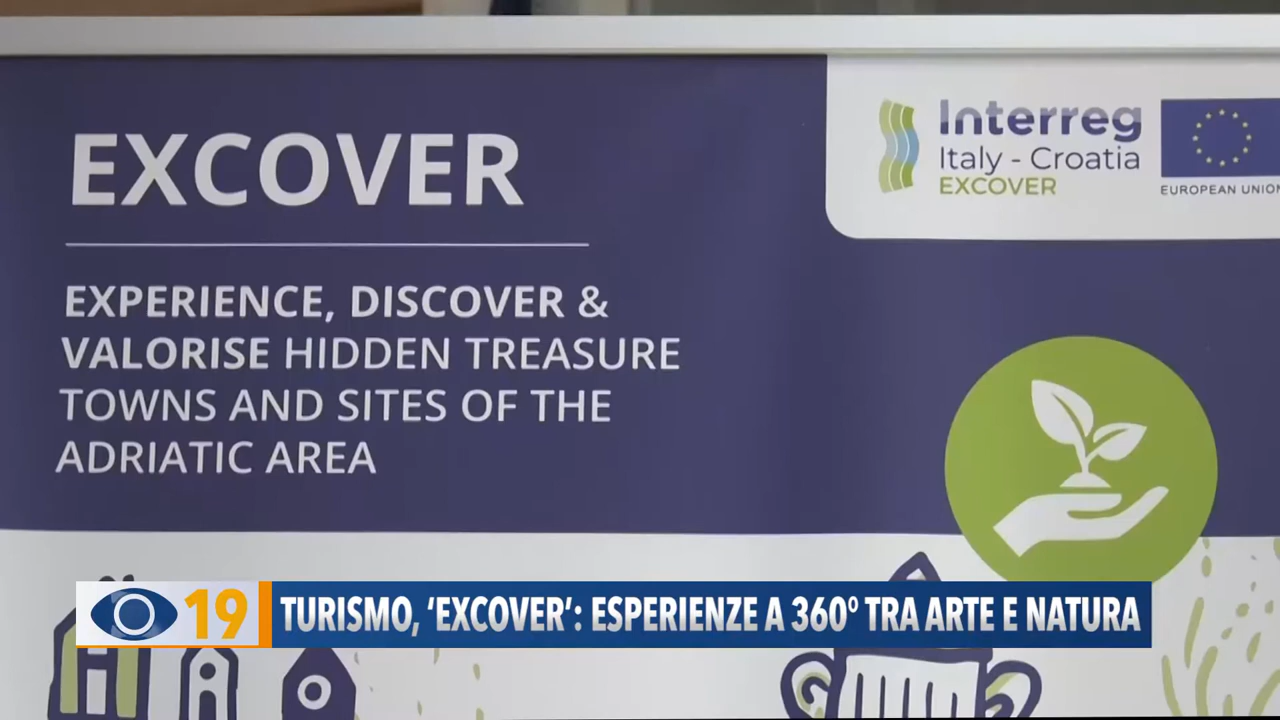 EXCOVER
EXPERIENCE, DISCOVER &
VALORISE HIDDEN TREASURE
TOWNS AND SITES OF THE
ADRIATIC AREA
Interreg
Italy - Croatia
EXCOVER
EUROPEAN UNION
19
TURISMO, ‘EXCOVER’: ESPERIENZE A 360º TRA ARTE E NATURA